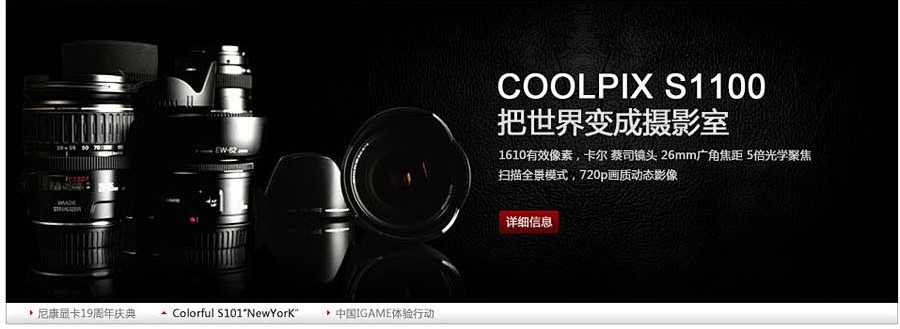 COOLPIX S1100
把世界变成摄影室
1610有效像素，卡尔 蔡司镜头 26mm广角焦距 5倍光学聚焦
扫描全景模式，720p画质动态影像
详细信息
EW-62
IMAGE
STABILIZER
尼康显卡19周年庆典 Colorful S101"NewYorK" 中国IGAME体验行动